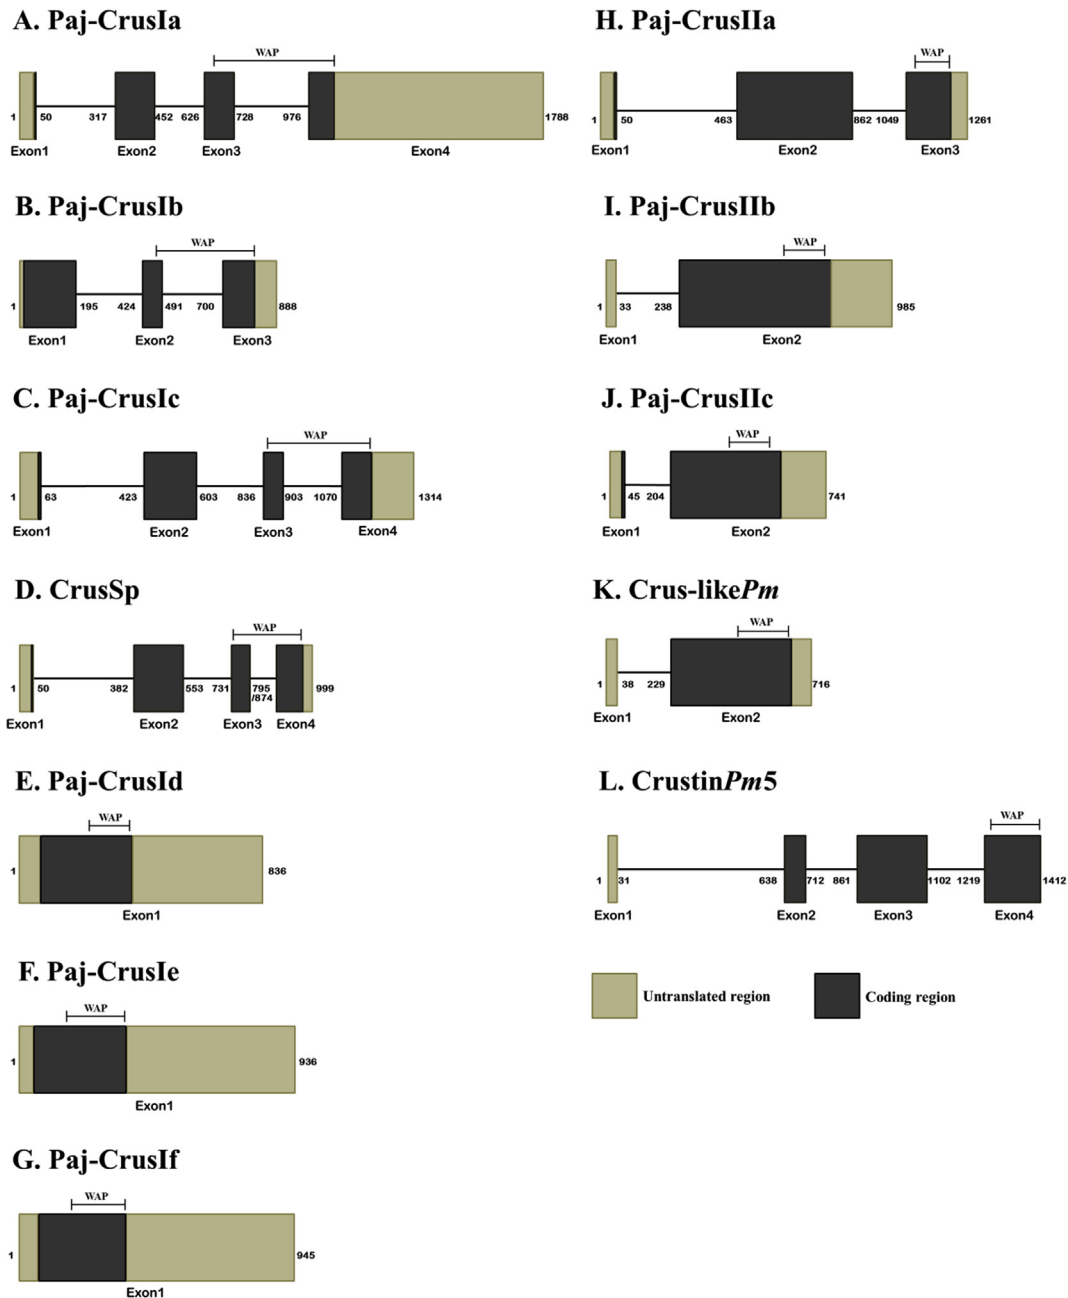 A. Paj-CrusIa
WAP
1 50 317 452 626 728 976 1788
Exon1 Exon2 Exon3 Exon4
B. Paj-CrusIb
WAP
1 195 424 491 700 888
Exon1 Exon2 Exon3
C. Paj-CrusIc
WAP
1 63 423 603 836 903 1070 1314
Exon1 Exon2 Exon3 Exon4
D. CrusSp
WAP
1 50 382 553 731 795 999
/874
Exon1 Exon2 Exon3 Exon4
E. Paj-CrusId
WAP
1 836
Exon1
F. Paj-CrusIe
WAP
1 936
Exon1
G. Paj-CrusIf
WAP
1 945
Exon1
H. Paj-CrusIIa
WAP
1 50 463 862 1049 1261
Exon1 Exon2 Exon3
I. Paj-CrusIIb
WAP
1 33 238 985
Exon1 Exon2
J. Paj-CrusIIc
WAP
1 45 204 741
Exon1 Exon2
K. Crus-likePm
WAP
1 38 229 716
Exon1 Exon2
L. CrustinPm5
WAP
1 31 638 712 861 1102 1219 1412
Exon1 Exon2 Exon3 Exon4
Untranslated region Coding region